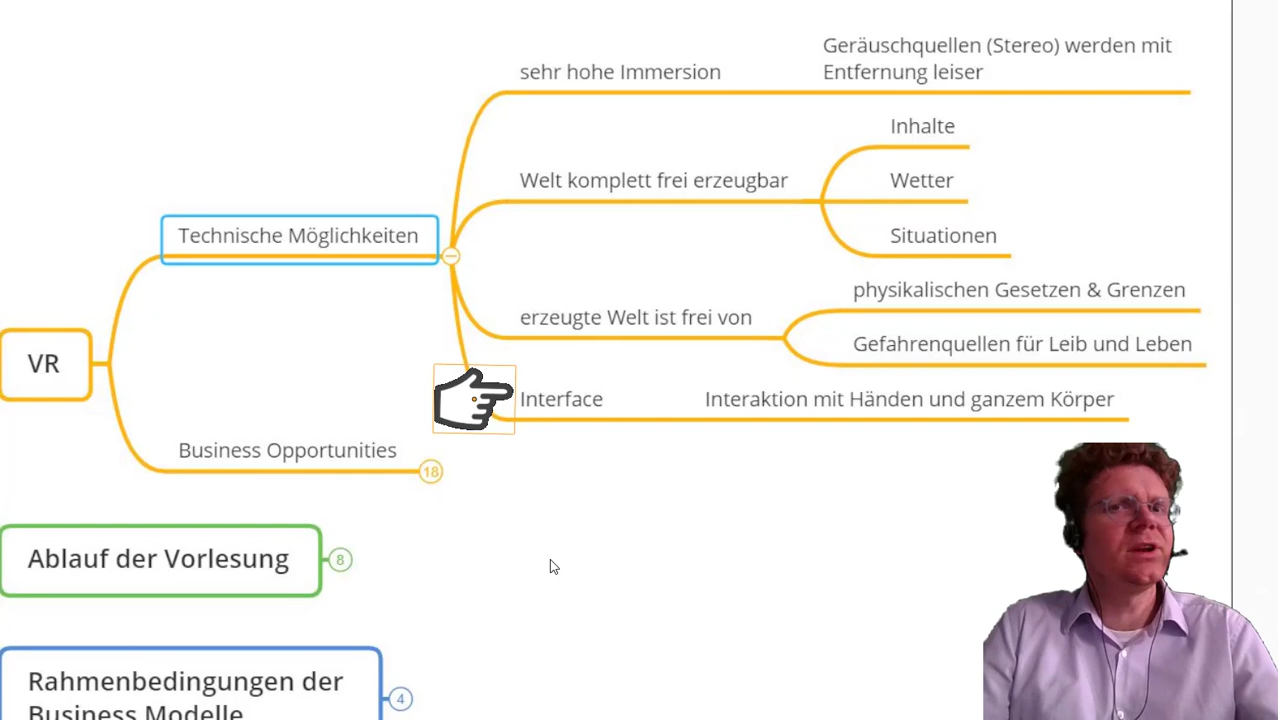 Geräuschquellen (Stereo) werden mit
Entfernung leiser
sehr hohe Immersion
Inhalte
Welt komplett frei erzeugbar
Wetter
Technische Möglichkeiten
Situationen
physikalischen Gesetzen & Grenzen
erzeugte Welt ist frei von
Gefahrenquellen für Leib und Leben
VR
Interface
Interaktion mit Händen und ganzem Körper
Business Opportunities
18
Ablauf der Vorlesung
8
Rahmenbedingungen der
4
Business Modelle